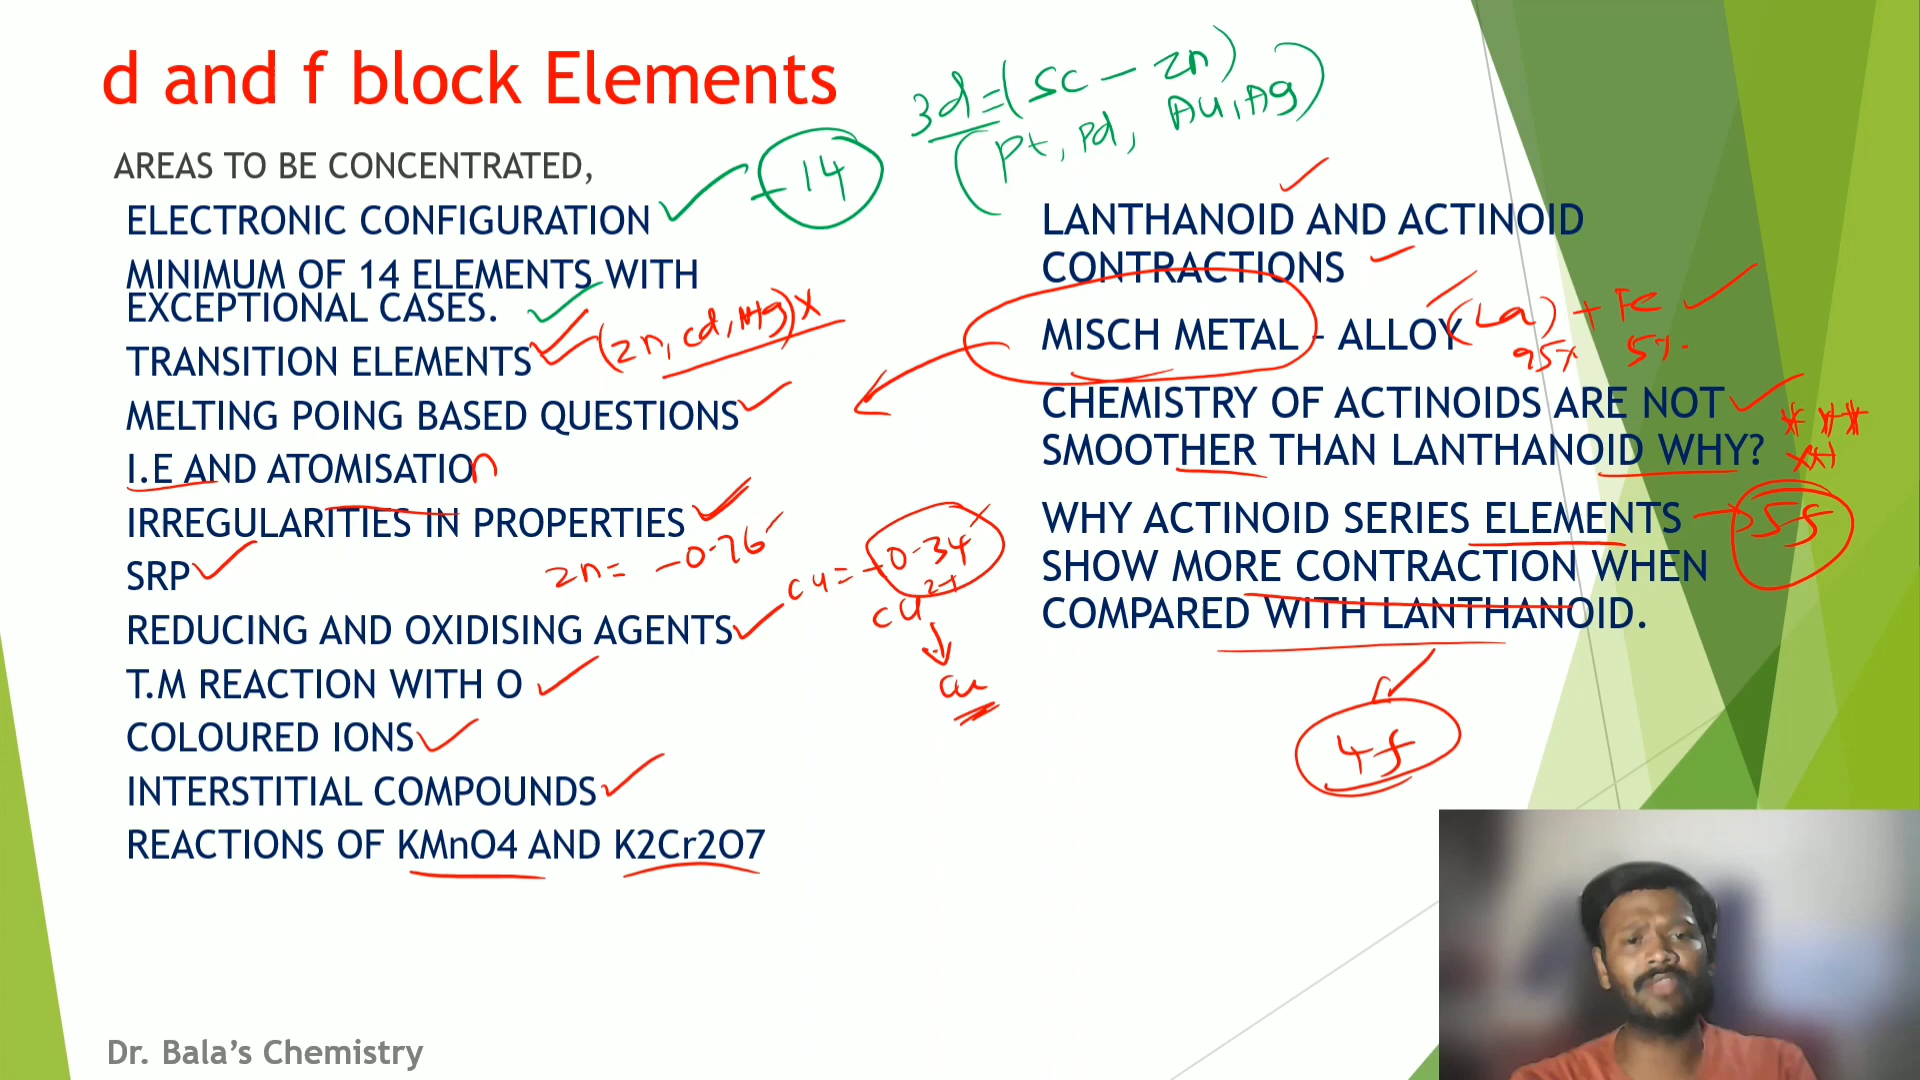 d and f block Elements
3d=(Sc - Zn)
(Pt, Pd, Au, Ag)
AREAS TO BE CONCENTRATED,
ELECTRONIC CONFIGURATION
14
MINIMUM OF 14 ELEMENTS WITH
EXCEPTIONAL CASES.
TRANSITION ELEMENTS
(Zn, Cd, Hg) X
MELTING POING BASED QUESTIONS
I.E AND ATOMISATION
IRREGULARITIES IN PROPERTIES
SRP
Zn = -0.76
Cu = -0.34
Cu2+
Cu
REDUCING AND OXIDISING AGENTS
T.M REACTION WITH O
COLOURED IONS
INTERSTITIAL COMPOUNDS
REACTIONS OF KMnO4 AND K2Cr2O7
LANTHANOID AND ACTINOID
CONTRACTIONS
MISCH METAL - ALLOY (La) + Fe
95% 5%
CHEMISTRY OF ACTINOIDS ARE NOT
SMOOTHER THAN LANTHANOID WHY?
WHY ACTINOID SERIES ELEMENTS 5f
SHOW MORE CONTRACTION WHEN
COMPARED WITH LANTHANOID.
4f
Dr. Bala's Chemistry